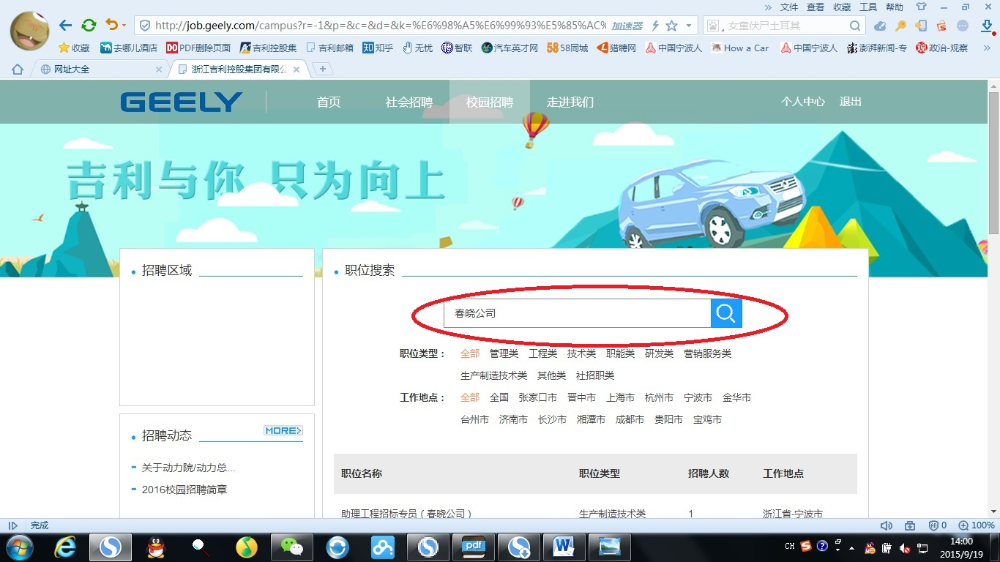 文件 查看 收藏 工具 帮助
http://job.geely.com/campus?r=-1&p=&c=&d=&k=%E6%98%A5%E6%99%93%E5%85%AC% 加速器
女童伏尸土耳其
收藏 去哪儿酒店 PDF删除页面 吉利控股集 吉利邮箱 知乎 无忧 智联 汽车英才网 58同城 猎聘网 中国宁波人 How a Car 中国宁波人 澎湃新闻-专 政治-观察
网址大全 浙江吉利控股集团有限公
GEELY 首页 社会招聘 校园招聘 走进我们 个人中心 退出
吉利与你 只为向上
招聘区域
职位搜索
春晓公司
职位类型： 全部 管理类 工程类 技术类 职能类 研发类 营销服务类
生产制造技术类 其他类 社招职类
工作地点： 全部 全国 张家口市 晋中市 上海市 杭州市 宁波市 金华市
台州市 济南市 长沙市 湘潭市 成都市 贵阳市 宝鸡市
招聘动态 MORE>
关于动力院/动力总...
2016校园招聘简章
职位名称 职位类型 招聘人数 工作地点
助理工程招标专员（春晓公司） 生产制造技术类 1 浙江省-宁波市
完成 0 100%
pdf
CH 14:00
2015/9/19